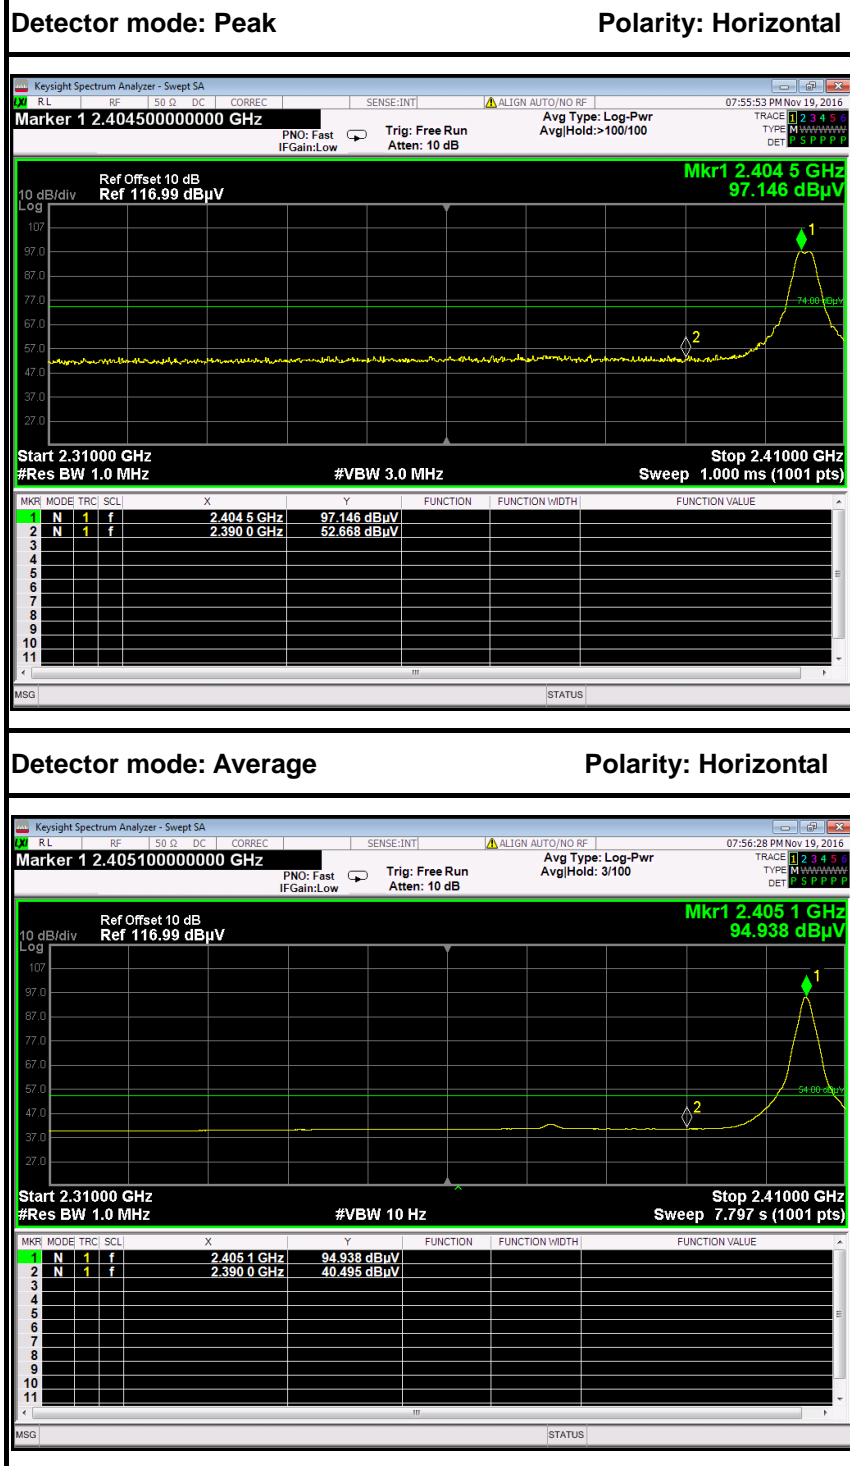 Detector mode: Peak Polarity: Horizontal
Keysight Spectrum Analyzer - Swept SA
LXI RL RF 50 Ω DC CORREC SENSE:INT ALIGN AUTO/NO RF 07:55:53 PM Nov 19, 2016
Marker 1 2.404500000000 GHz
PNO: Fast
IFGain:Low
Trig: Free Run
Atten: 10 dB
Avg Type: Log-Pwr
Avg|Hold:>100/100
TRACE 1 2 3 4 5 6
TYPE M WWWWW
DET P S P P P P
Mkr1 2.404 5 GHz
97.146 dBµV
Ref Offset 10 dB
10 dB/div Ref 116.99 dBµV
Log
107
97.0
87.0
77.0
67.0
57.0
47.0
37.0
27.0
1
74.00 dBµV
2
Start 2.31000 GHz Stop 2.41000 GHz
#Res BW 1.0 MHz #VBW 3.0 MHz Sweep 1.000 ms (1001 pts)
MKR MODE TRC SCL X Y FUNCTION FUNCTION WIDTH FUNCTION VALUE
1 N 1 f 2.404 5 GHz 97.146 dBµV
2 N 1 f 2.390 0 GHz 52.668 dBµV
3
4
5
6
7
8
9
10
11
MSG STATUS
Detector mode: Average Polarity: Horizontal
Keysight Spectrum Analyzer - Swept SA
LXI RL RF 50 Ω DC CORREC SENSE:INT ALIGN AUTO/NO RF 07:56:28 PM Nov 19, 2016
Marker 1 2.405100000000 GHz
PNO: Fast
IFGain:Low
Trig: Free Run
Atten: 10 dB
Avg Type: Log-Pwr
Avg|Hold: 3/100
TRACE 1 2 3 4 5 6
TYPE M WWWWW
DET P S P P P P
Mkr1 2.405 1 GHz
94.938 dBµV
Ref Offset 10 dB
10 dB/div Ref 116.99 dBµV
Log
107
97.0
87.0
77.0
67.0
57.0
47.0
37.0
27.0
1
54.00 dBµV
2
Start 2.31000 GHz Stop 2.41000 GHz
#Res BW 1.0 MHz #VBW 10 Hz Sweep 7.797 s (1001 pts)
MKR MODE TRC SCL X Y FUNCTION FUNCTION WIDTH FUNCTION VALUE
1 N 1 f 2.405 1 GHz 94.938 dBµV
2 N 1 f 2.390 0 GHz 40.495 dBµV
3
4
5
6
7
8
9
10
11
MSG STATUS